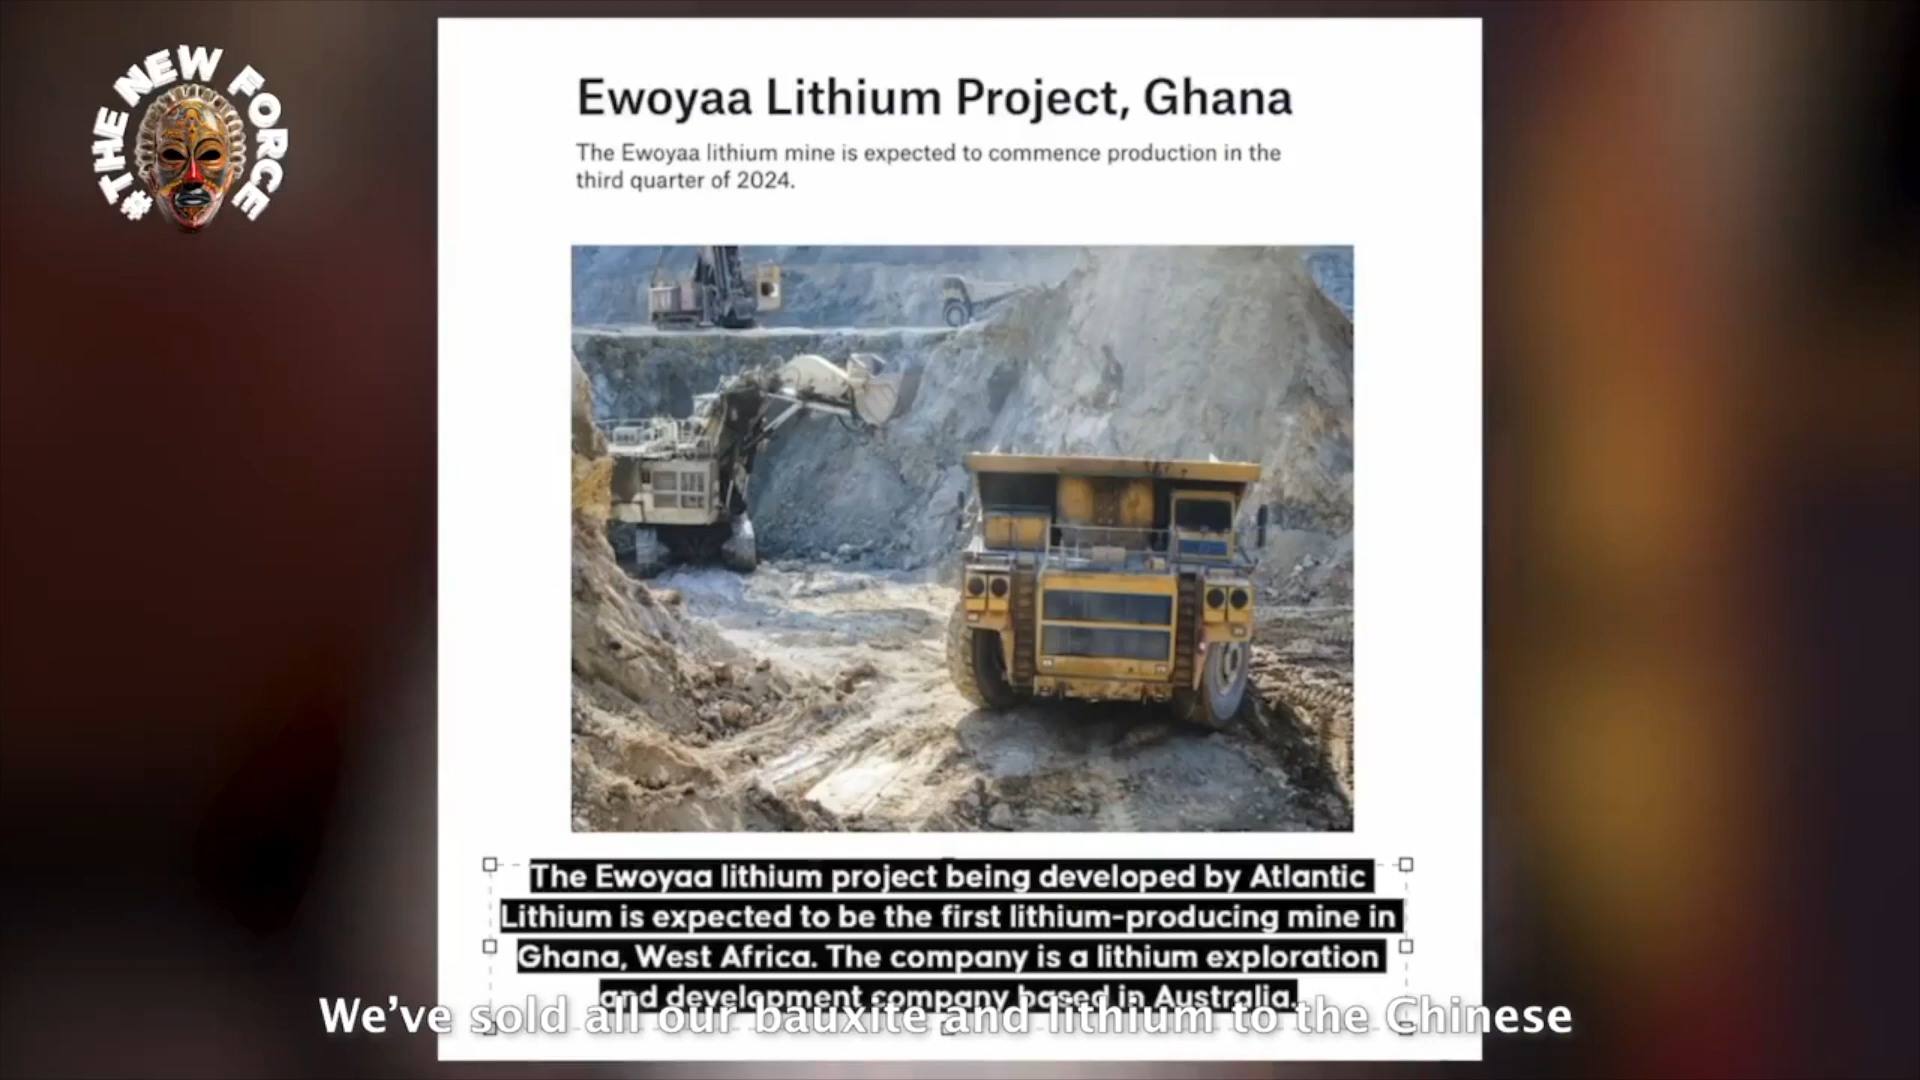 #THE NEW FORCE
Ewoyaa Lithium Project, Ghana
The Ewoyaa lithium mine is expected to commence production in the
third quarter of 2024.
The Ewoyaa lithium project being developed by Atlantic
Lithium is expected to be the first lithium-producing mine in
Ghana, West Africa. The company is a lithium exploration
and development company based in Australia.
We’ve sold all our bauxite and lithium to the Chinese